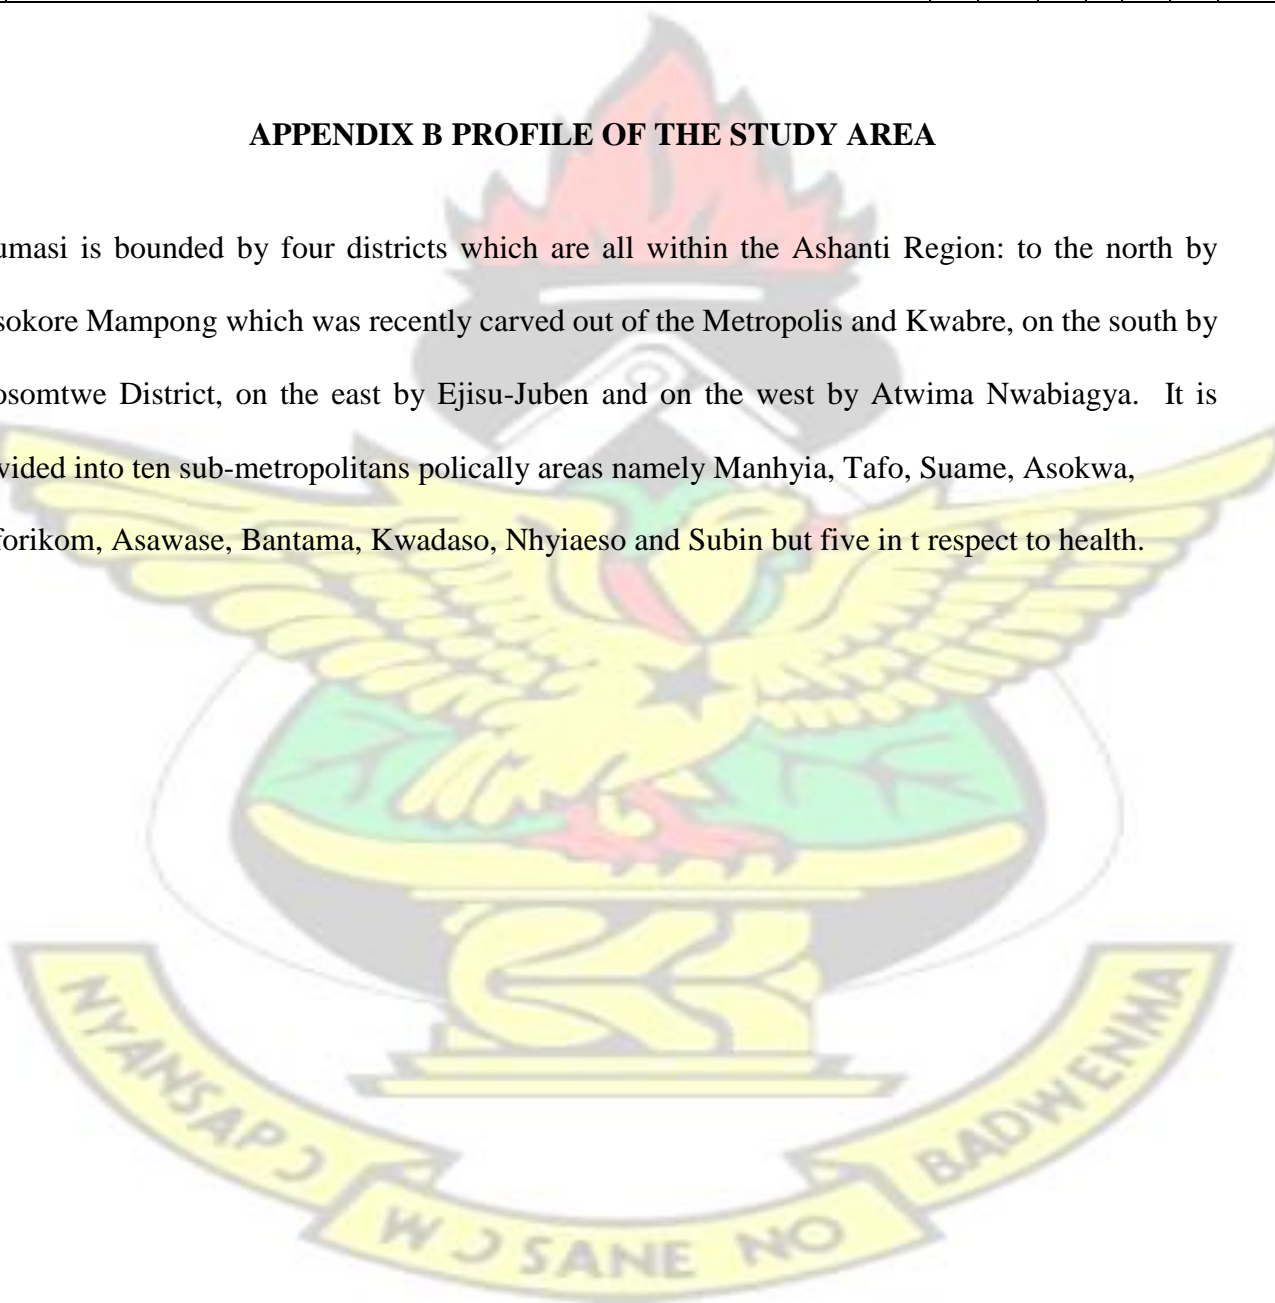 APPENDIX B PROFILE OF THE STUDY AREA
umasi is bounded by four districts which are all within the Ashanti Region: to the north by
sokore Mampong which was recently carved out of the Metropolis and Kwabre, on the south by
osomtwe District, on the east by Ejisu-Juben and on the west by Atwima Nwabiagya. It is
vided into ten sub-metropolitans polically areas namely Manhyia, Tafo, Suame, Asokwa,
forikom, Asawase, Bantama, Kwadaso, Nhyiaeso and Subin but five in t respect to health.
NYANSAPƆ
WƆSANE NO
BADWENMA